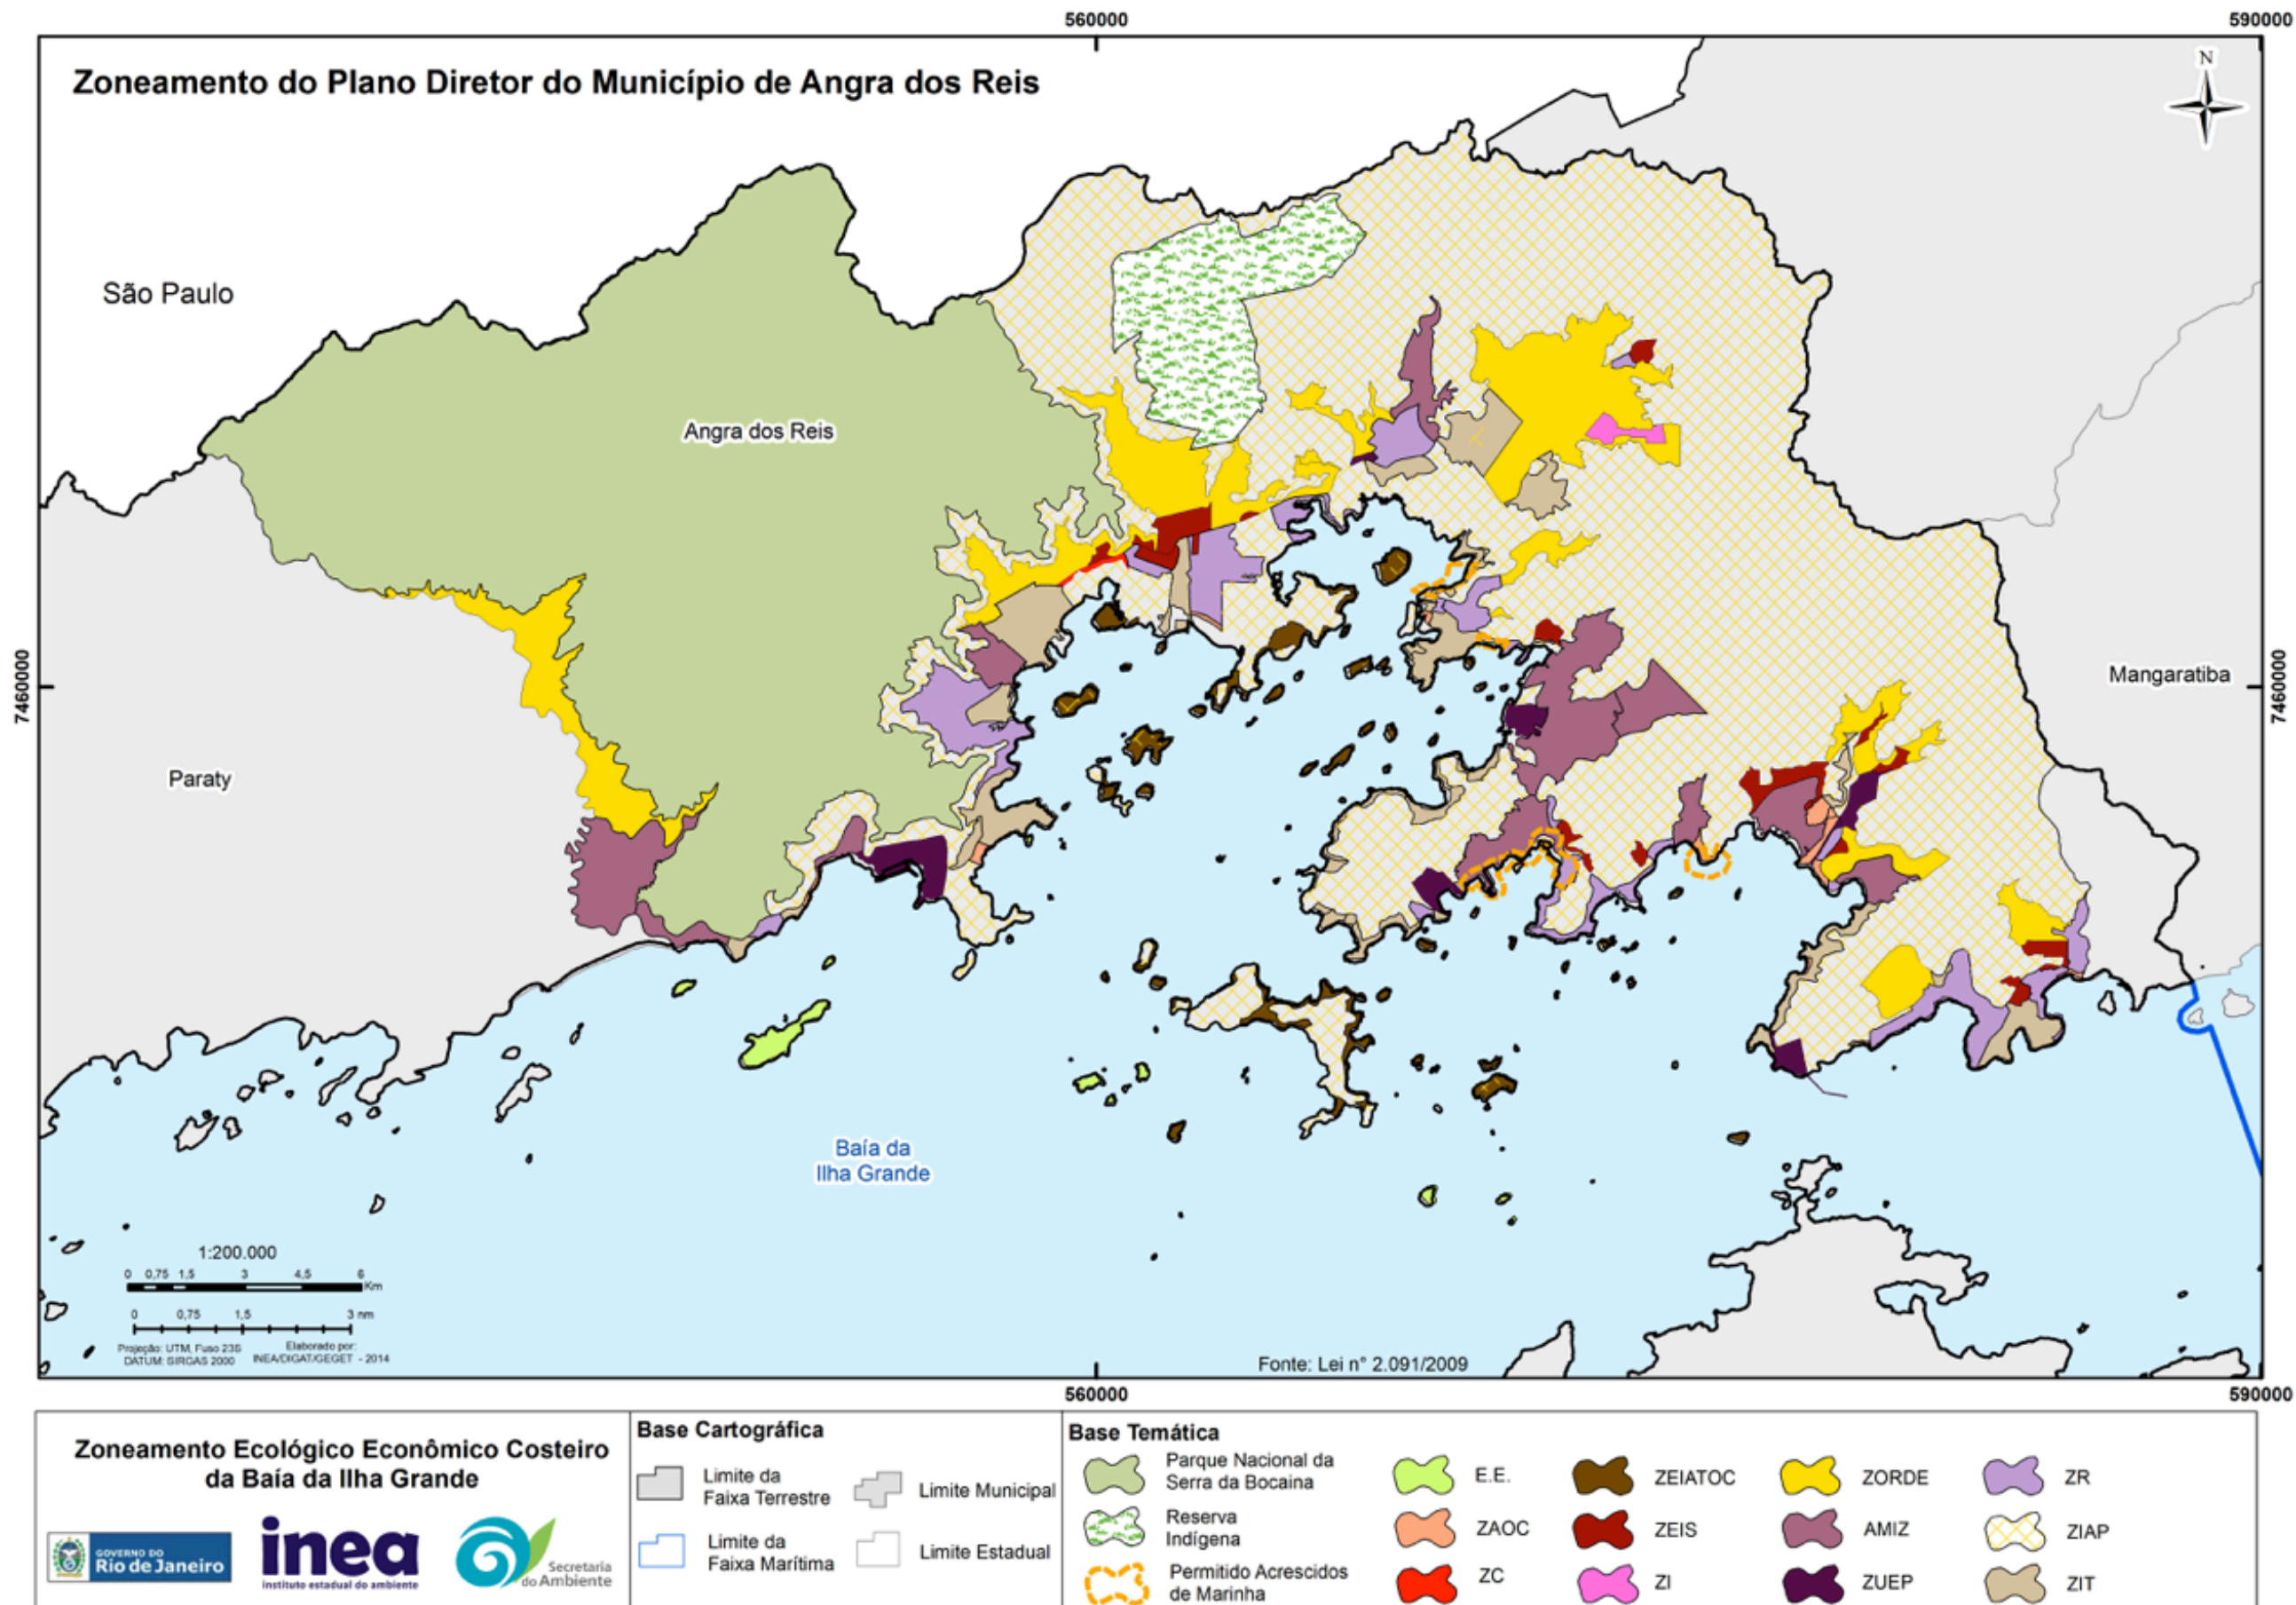 560000
590000
Zoneamento do Plano Diretor do Município de Angra dos Reis
N
São Paulo
Angra dos Reis
7460000
7460000
Mangaratiba
Paraty
Baía da
Ilha Grande
1:200.000
0 0,75 1,5 3 4,5 6
Km
0 0,75 1,5 3 nm
Projeção: UTM, Fuso 23S
DATUM: SIRGAS 2000
Elaborado por:
INEA/DIGAT/GEGET - 2014
Fonte: Lei n° 2.091/2009
560000
590000
Zoneamento Ecológico Econômico Costeiro
da Baía da Ilha Grande
GOVERNO DO
Rio de Janeiro
inea
instituto estadual do ambiente
Secretaria
do Ambiente
Base Cartográfica
Limite da
Faixa Terrestre
Limite Municipal
Limite da
Faixa Marítima
Limite Estadual
Base Temática
Parque Nacional da
Serra da Bocaina
Reserva
Indígena
Permitido Acrescidos
de Marinha
E.E.
ZAOC
ZC
ZEIATOC
ZEIS
ZI
ZORDE
AMIZ
ZUEP
ZR
ZIAP
ZIT